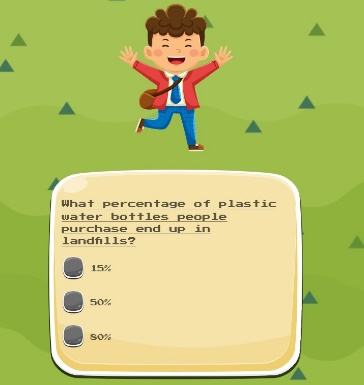 What percentage of plastic
water bottles people
purchase end up in
landfills?
15%
50%
80%